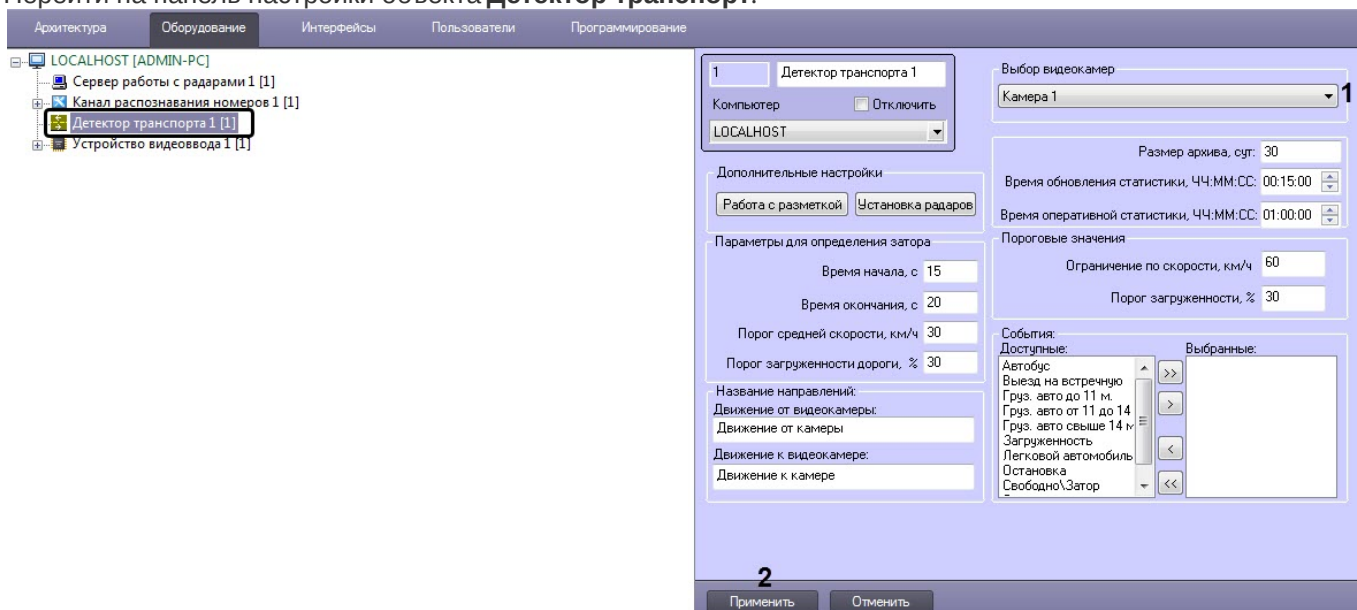 Перейти на панель настройки объекта Детектор транспорт.
Архитектура Оборудование Интерфейсы Пользователи Программирование
LOCALHOST [ADMIN-PC]
Сервер работы с радарами 1 [1]
Канал распознавания номеров 1 [1]
Детектор транспорта 1 [1]
Устройство видеоввода 1 [1]
1 Детектор транспорта 1
Компьютер Отключить
LOCALHOST
Выбор видеокамер
Камера 1 1
Размер архива, сут: 30
Время обновления статистики, ЧЧ:ММ:СС: 00:15:00
Время оперативной статистики, ЧЧ:ММ:СС: 01:00:00
Дополнительные настройки
Работа с разметкой Установка радаров
Параметры для определения затора
Время начала, с 15
Время окончания, с 20
Порог средней скорости, км/ч 30
Порог загруженности дороги, % 30
Пороговые значения
Ограничение по скорости, км/ч 60
Порог загруженности, % 30
Название направлений:
Движение от видеокамеры:
Движение от камеры
Движение к видеокамере:
Движение к камере
События:
Доступные: Выбранные:
Автобус
Выезд на встречную
Груз. авто до 11 м.
Груз. авто от 11 до 14
Груз. авто свыше 14 м
Загруженность
Легковой автомобиль
Остановка
Свободно\Затор
>>
>
<
<<
2
Применить Отменить